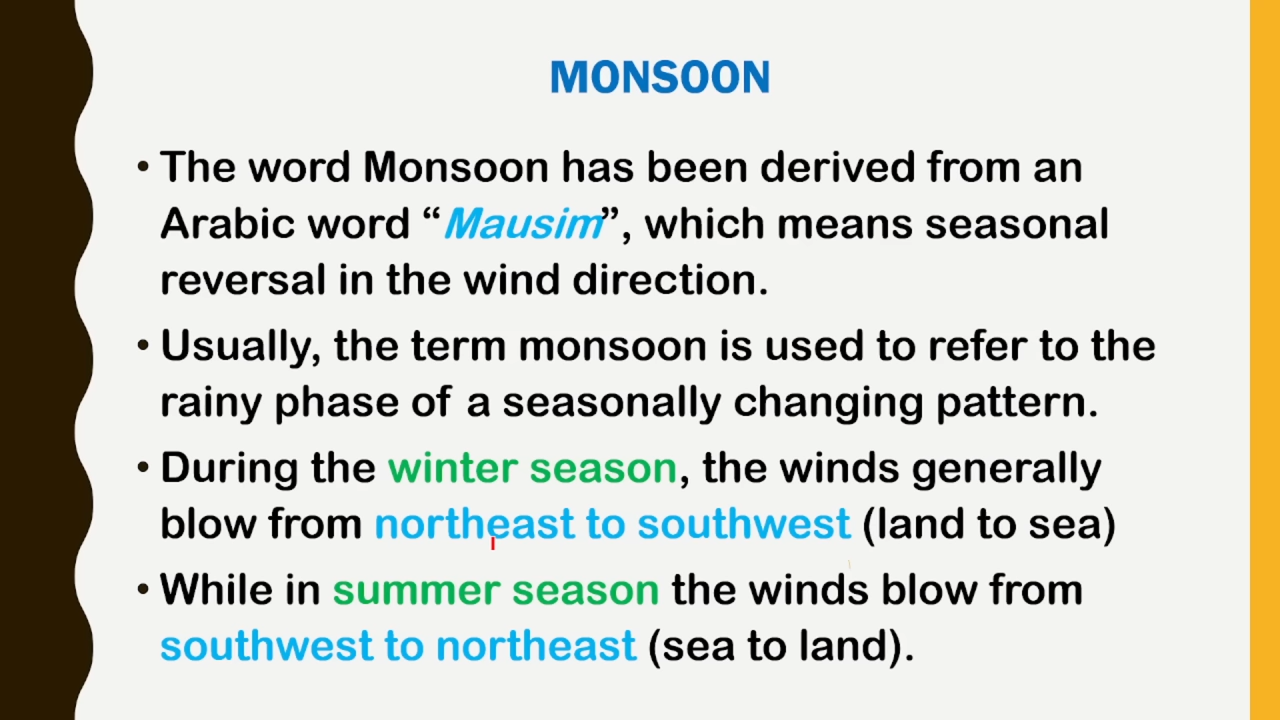 MONSOON
• The word Monsoon has been derived from an
Arabic word “Mausim”, which means seasonal
reversal in the wind direction.
• Usually, the term monsoon is used to refer to the
rainy phase of a seasonally changing pattern.
• During the winter season, the winds generally
blow from northeast to southwest (land to sea)
• While in summer season the winds blow from
southwest to northeast (sea to land).